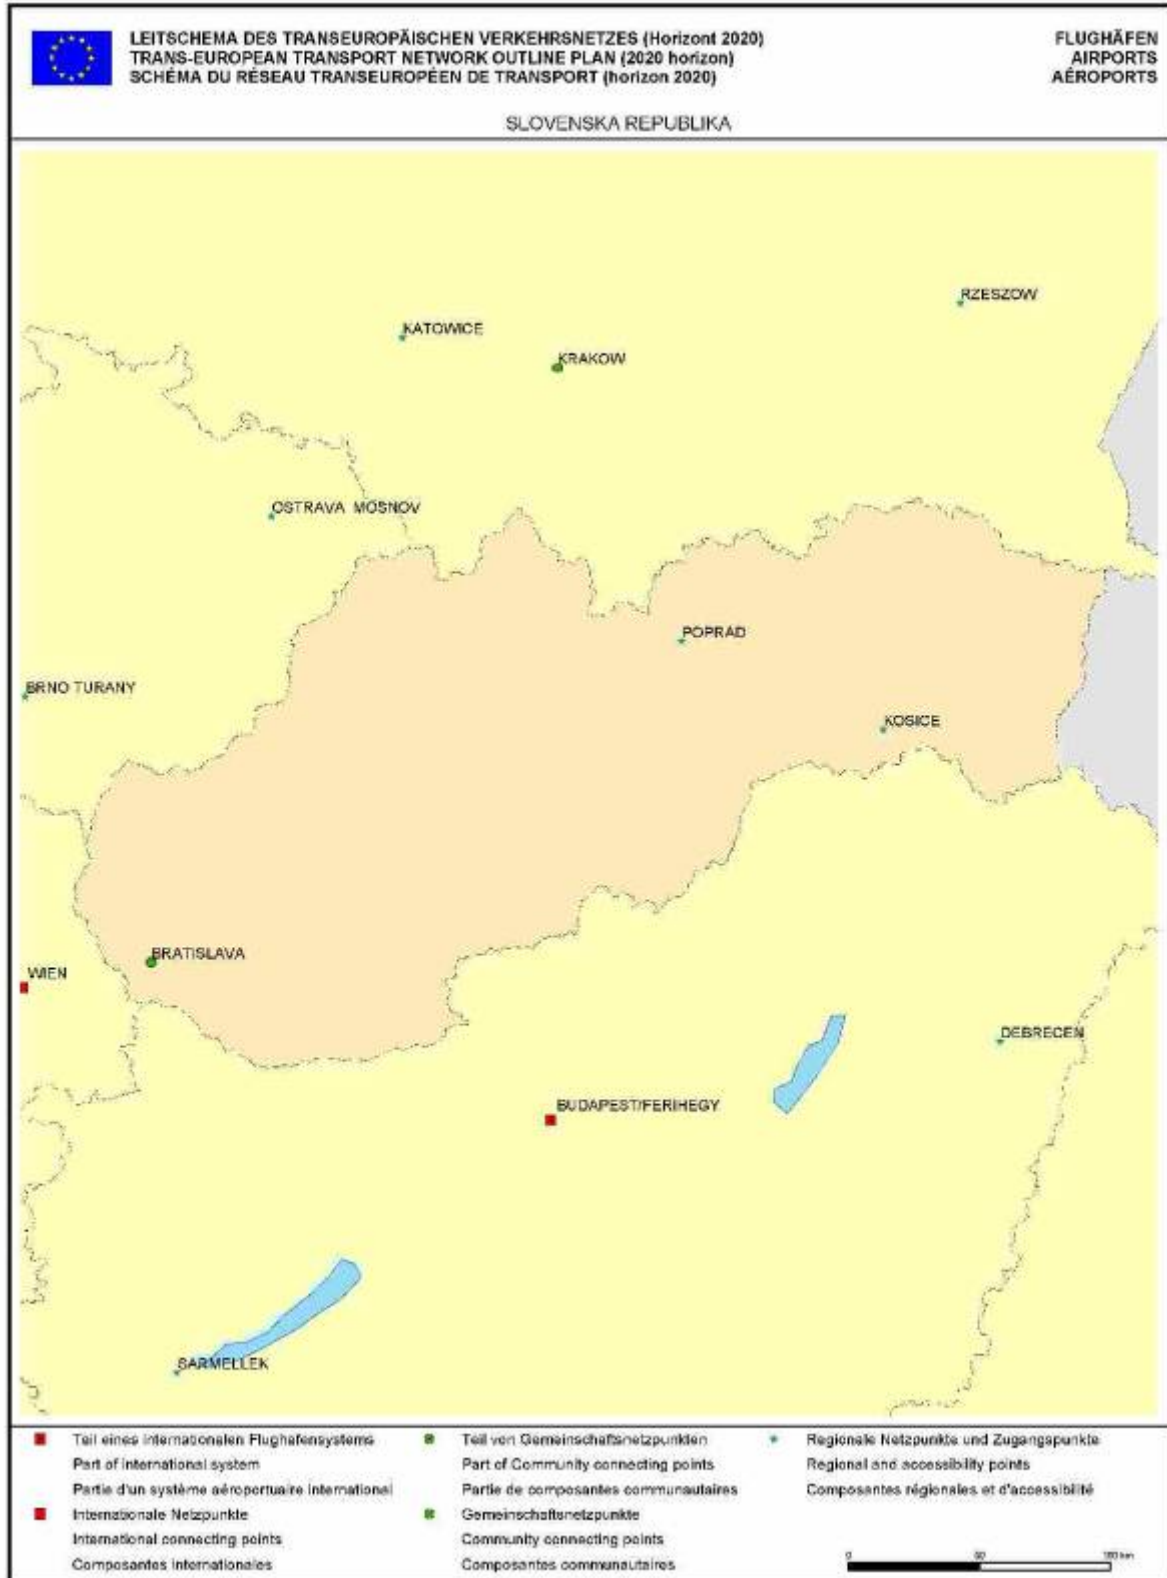 LEITSCHEMA DES TRANSEUROPÄISCHEN VERKEHRSNETZES (Horizont 2020)
TRANS-EUROPEAN TRANSPORT NETWORK OUTLINE PLAN (2020 horizon)
SCHÉMA DU RÉSEAU TRANSEUROPÉEN DE TRANSPORT (horizon 2020)
FLUGHÄFEN
AIRPORTS
AÉROPORTS
SLOVENSKA REPUBLIKA
RZESZOW
KATOWICE
KRAKOW
OSTRAVA MOSNOV
POPRAD
BRNO TURANY
KOSICE
BRATISLAVA
WIEN
DEBRECEN
BUDAPEST/FERIHEGY
SARMELLEK
Teil eines internationalen Flughafensystems
Part of international system
Partie d'un système aéroportuaire international
Internationale Netzpunkte
International connecting points
Composantes internationales
Teil von Gemeinschaftsnetzpunkten
Part of Community connecting points
Partie de composantes communautaires
Gemeinschaftsnetzpunkte
Community connecting points
Composantes communautaires
Regionale Netzpunkte und Zugangspunkte
Regional and accessibility points
Composantes régionales et d'accessibilité
0 50 100 km